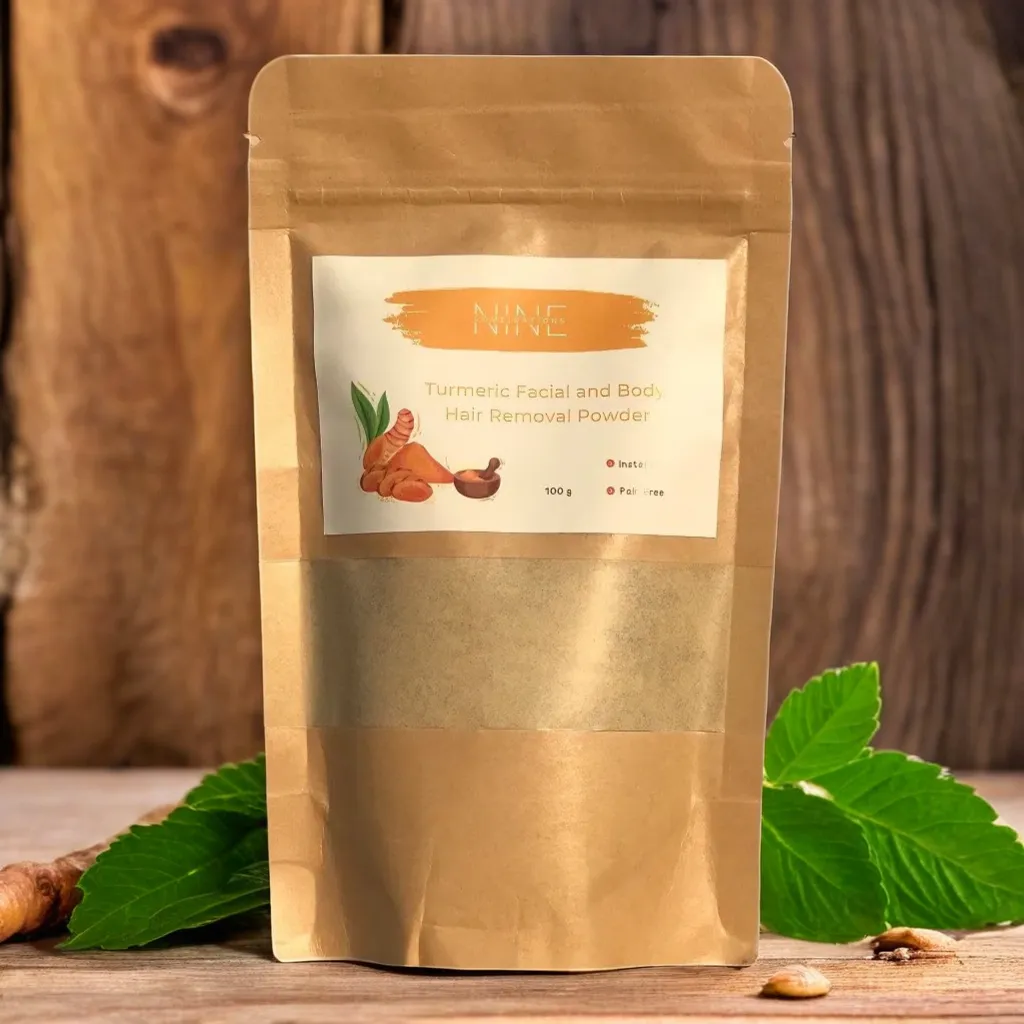 NINE
Turmeric Facial and Body
Hair Removal Powder
100 g
Pain Free